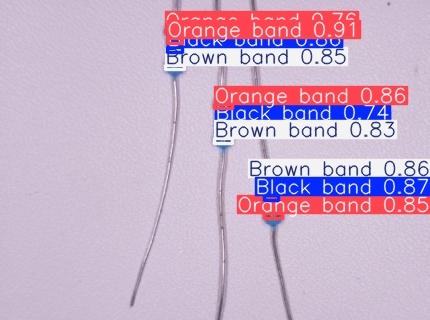 Orange band 0.76
Orange band 0.91
Black band 0.86
Brown band 0.85
Orange band 0.86
Black band 0.74
Brown band 0.83
Brown band 0.86
Black band 0.87
Orange band 0.85